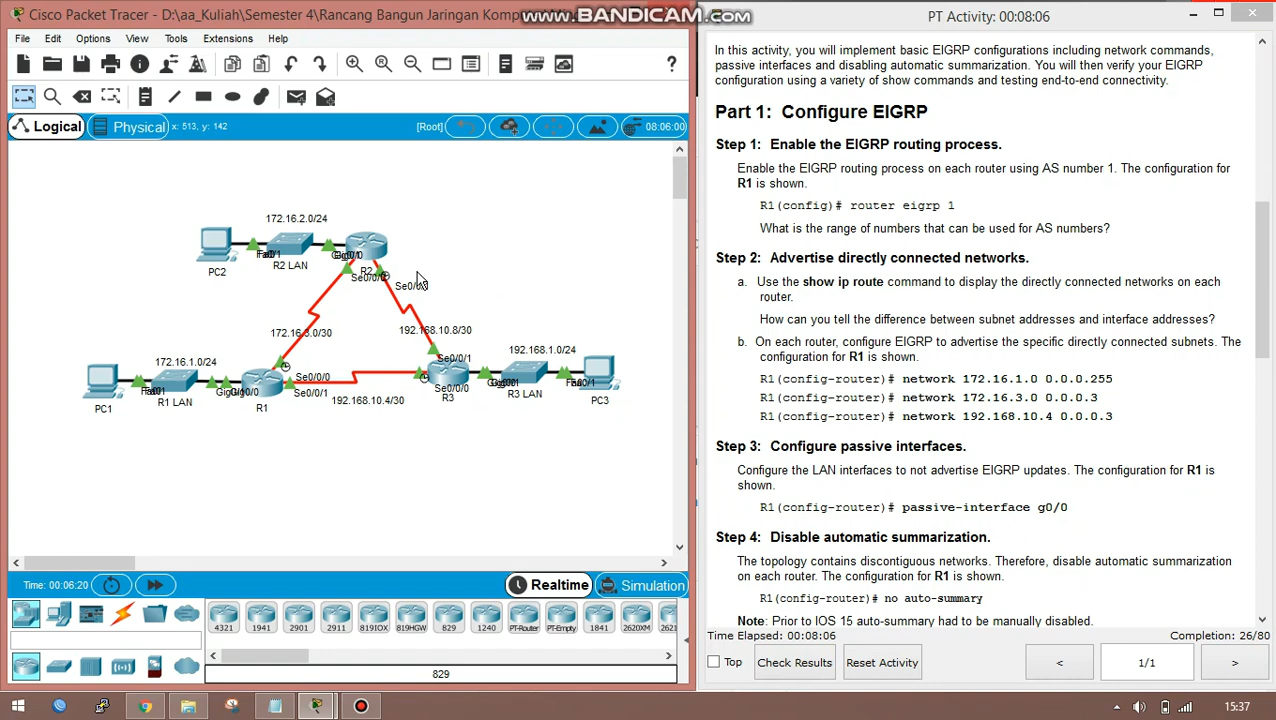 Cisco Packet Tracer - D:\aa_Kuliah\Semester 4\Rancang Bangun Jaringan Komp
www.BANDICAM.com
PT Activity: 00:08:06
File Edit Options View Tools Extensions Help
?
Logical Physical x: 513, y: 142 [Root] 08:06:00
172.16.2.0/24
PC2
R2 LAN
R2
Se0/0/0
172.16.3.0/30
192.168.10.8/30
Se0/0/1
192.168.1.0/24
172.16.1.0/24
Se0/0/0
Se0/0/1
192.168.10.4/30
Se0/0/0
PC1
R1 LAN
R1
R3
R3 LAN
PC3
Time: 00:06:20 Realtime Simulation
4321 1941 2901 2911 819IOX 819HGW 829 1240 PT-Router PT-Empty 1841 2620XM 2621
829
In this activity, you will implement basic EIGRP configurations including network commands,
passive interfaces and disabling automatic summarization. You will then verify your EIGRP
configuration using a variety of show commands and testing end-to-end connectivity.
Part 1: Configure EIGRP
Step 1: Enable the EIGRP routing process.
Enable the EIGRP routing process on each router using AS number 1. The configuration for
R1 is shown.
R1(config)# router eigrp 1
What is the range of numbers that can be used for AS numbers?
Step 2: Advertise directly connected networks.
a. Use the show ip route command to display the directly connected networks on each
router.
How can you tell the difference between subnet addresses and interface addresses?
b. On each router, configure EIGRP to advertise the specific directly connected subnets. The
configuration for R1 is shown.
R1(config-router)# network 172.16.1.0 0.0.0.255
R1(config-router)# network 172.16.3.0 0.0.0.3
R1(config-router)# network 192.168.10.4 0.0.0.3
Step 3: Configure passive interfaces.
Configure the LAN interfaces to not advertise EIGRP updates. The configuration for R1 is
shown.
R1(config-router)# passive-interface g0/0
Step 4: Disable automatic summarization.
The topology contains discontiguous networks. Therefore, disable automatic summarization
on each router. The configuration for R1 is shown.
R1(config-router)# no auto-summary
Note: Prior to IOS 15 auto-summary had to be manually disabled.
Time Elapsed: 00:08:06 Completion: 26/80
Top Check Results Reset Activity < 1/1 >
15:37